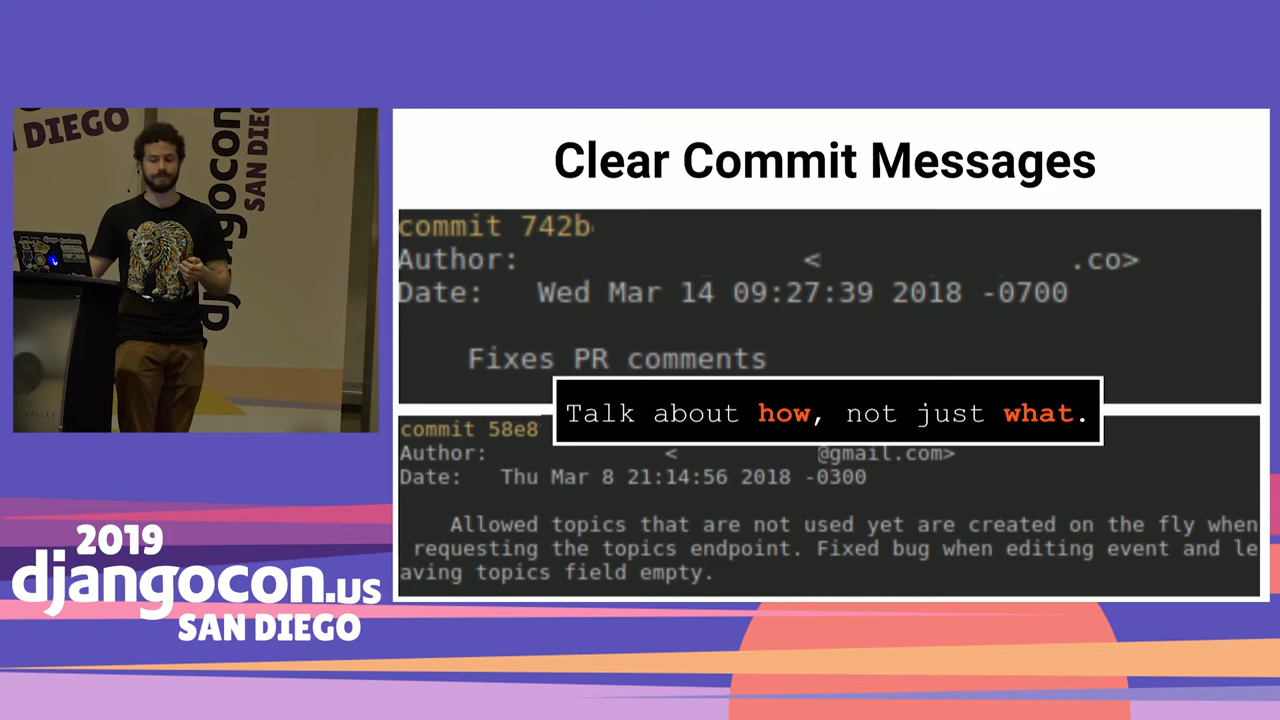 N DIEGO
djangocon
SAN DIEGO
Clear Commit Messages
commit 742b
Author: < .co>
Date: Wed Mar 14 09:27:39 2018 -0700
Fixes PR comments
Talk about how, not just what.
commit 58e8
Author: < @gmail.com>
Date: Thu Mar 8 21:14:56 2018 -0300
Allowed topics that are not used yet are created on the fly when
requesting the topics endpoint. Fixed bug when editing event and le
aving topics field empty.
2019
djangocon.us
SAN DIEGO